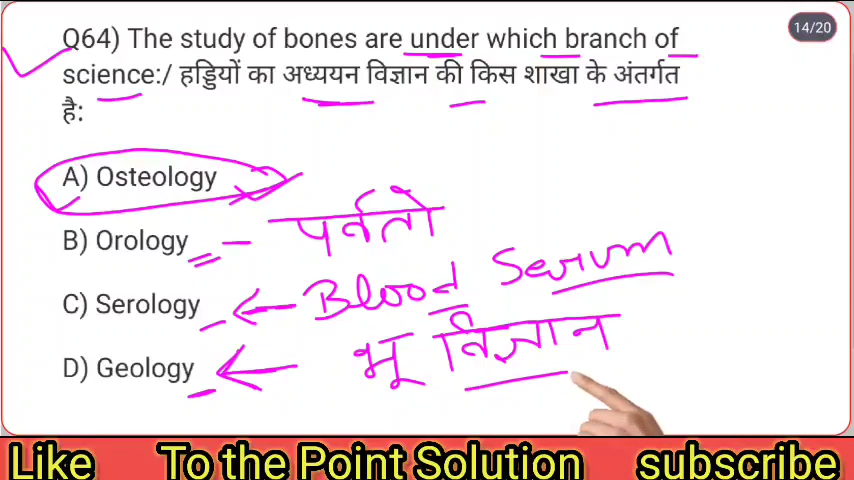 14/20
Q64) The study of bones are under which branch of
science:/ हड्डियों का अध्ययन विज्ञान की किस शाखा के अंतर्गत
है:
A) Osteology
B) Orology – पर्वतो
C) Serology ← Blood Serum
D) Geology ← भू विज्ञान
Like To the Point Solution subscribe